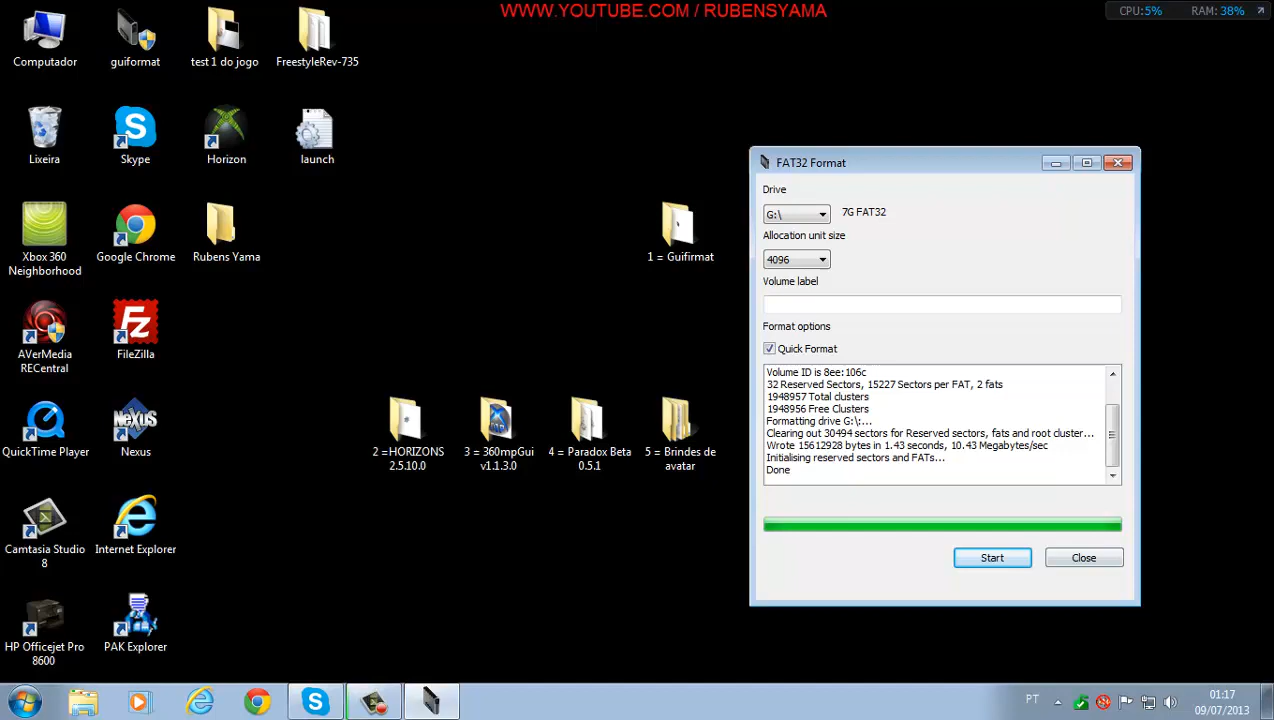 WWW.YOUTUBE.COM / RUBENSYAMA
CPU:5%
RAM: 38%
Computador
guiformat
test 1 do jogo
FreestyleRev-735
Lixeira
Skype
Horizon
launch
Xbox 360
Neighborhood
Google Chrome
Rubens Yama
1 = Guifirmat
AVerMedia
RECentral
FileZilla
QuickTime Player
Nexus
2 =HORIZONS
2.5.10.0
3 = 360mpGui
v1.1.3.0
4 = Paradox Beta
0.5.1
5 = Brindes de
avatar
Camtasia Studio
8
Internet Explorer
HP Officejet Pro
8600
PAK Explorer
FAT32 Format
Drive
G:\
7G FAT32
Allocation unit size
4096
Volume label
Format options
Quick Format
Volume ID is 8ee:106c
32 Reserved Sectors, 15227 Sectors per FAT, 2 fats
1948957 Total clusters
1948956 Free Clusters
Formatting drive G:\:...
Clearing out 30494 sectors for Reserved sectors, fats and root cluster...
Wrote 15612928 bytes in 1.43 seconds, 10.43 Megabytes/sec
Initialising reserved sectors and FATs...
Done
Start
Close
PT
01:17
09/07/2013